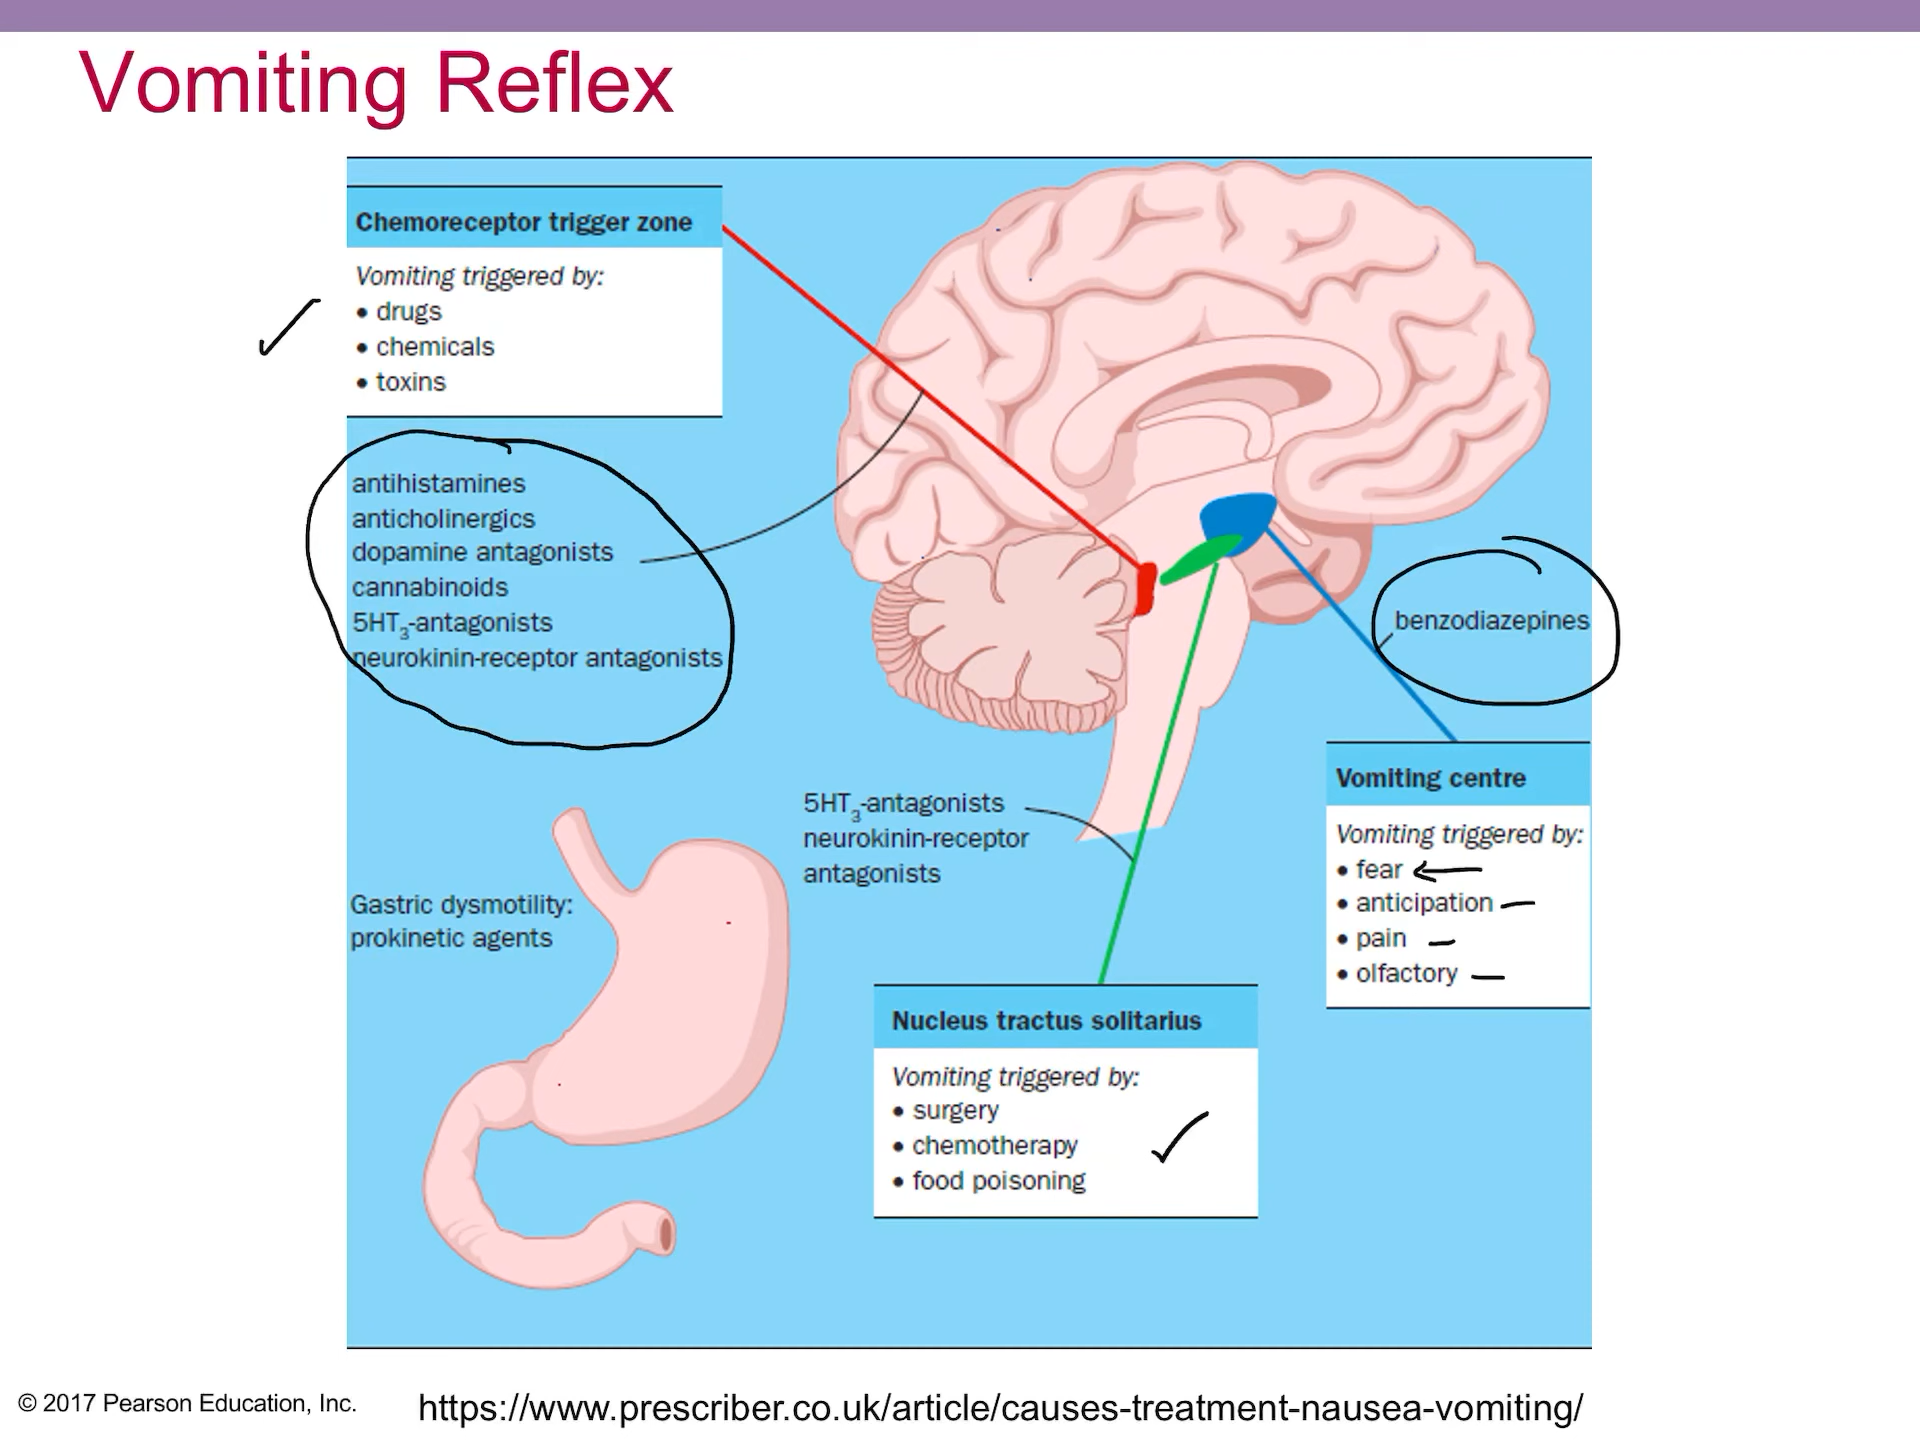 Vomiting Reflex
Chemoreceptor trigger zone
Vomiting triggered by:
• drugs
• chemicals
• toxins
antihistamines
anticholinergics
dopamine antagonists
cannabinoids
5HT3-antagonists
neurokinin-receptor antagonists
benzodiazepines
Vomiting centre
Vomiting triggered by:
• fear
• anticipation
• pain
• olfactory
5HT3-antagonists
neurokinin-receptor
antagonists
Gastric dysmotility:
prokinetic agents
Nucleus tractus solitarius
Vomiting triggered by:
• surgery
• chemotherapy
• food poisoning
© 2017 Pearson Education, Inc.
https://www.prescriber.co.uk/article/causes-treatment-nausea-vomiting/